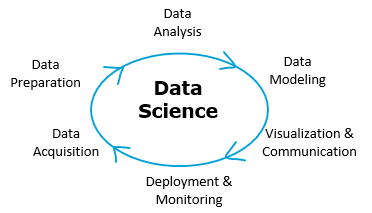 Data
Analysis
Data
Modeling
Visualization &
Communication
Deployment &
Monitoring
Data
Acquisition
Data
Preparation
Data
Science